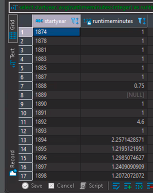 startyear runtimeminutes
1 1874 1
2 1878 1
3 1881 1
4 1883 1
5 1885 1
6 1887 1
7 1888 0.75
8 1889 [NULL]
9 1890 1
10 1891 1
11 1892 4.6
12 1893 1
13 1894 2.2571428571
14 1895 1.2195121951
15 1896 1.2985074627
16 1897 1.2409090909
17 1898 1.2072072072
Grid
Text
Record
Save Cancel Script